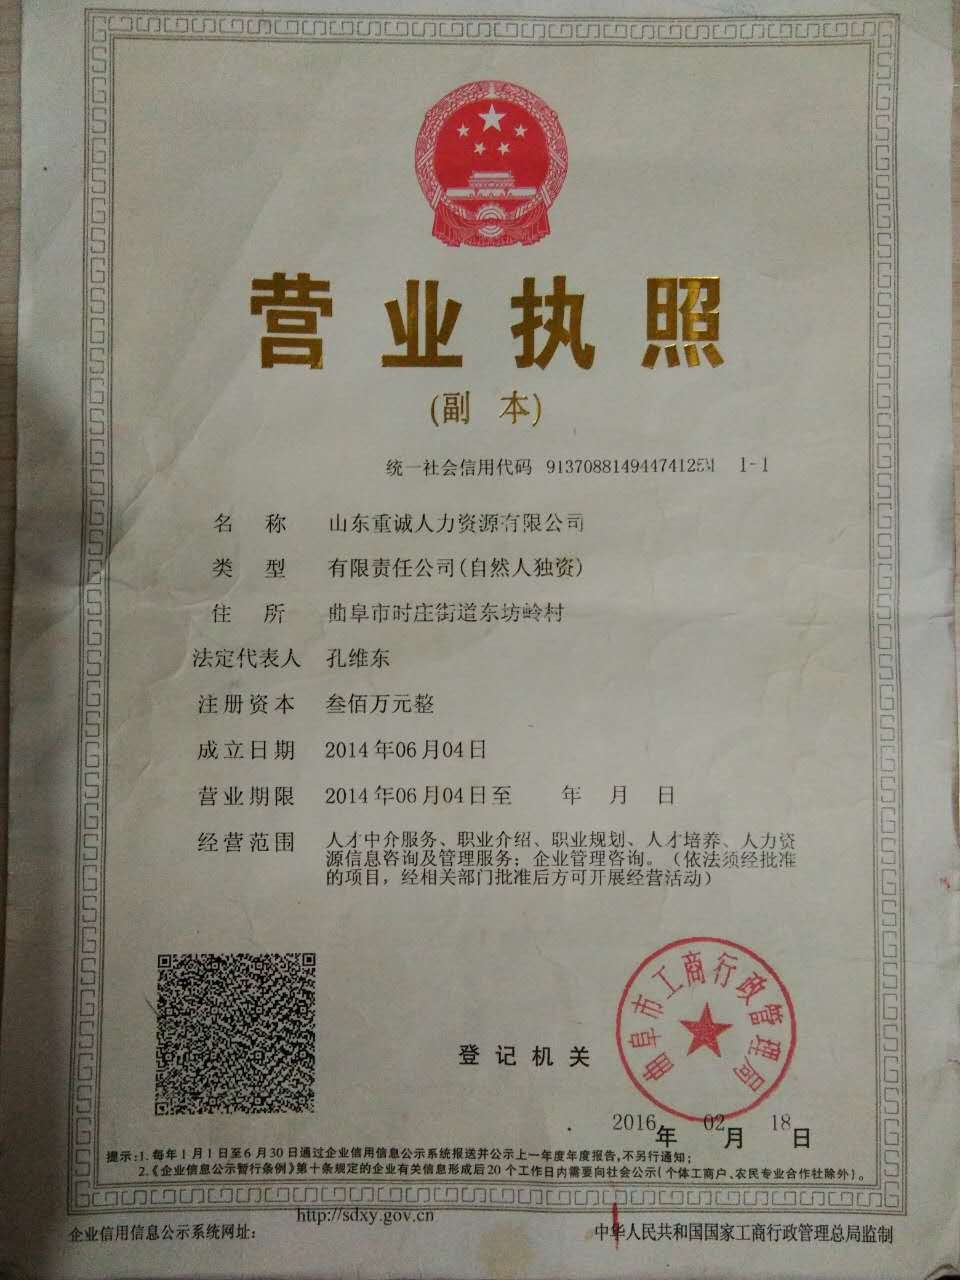 营业执照
(副 本)
统一社会信用代码 91370881494474125M 1-1
名 称 山东重诚人力资源有限公司
类 型 有限责任公司(自然人独资)
住 所 曲阜市时庄街道东坊岭村
法定代表人 孔维东
注册资本 叁佰万元整
成立日期 2014年06月04日
营业期限 2014年06月04日至 年 月 日
经营范围 人才中介服务、职业介绍、职业规划、人才培养、人力资
源信息咨询及管理服务；企业管理咨询。（依法须经批准
的项目，经相关部门批准后方可开展经营活动）
曲阜市工商行政管理局
登记机关
2016年02月18日
提示:1.每年1月1日至6月30日通过企业信用信息公示系统报送并公示上一年度年度报告,不另行通知;
2.《企业信息公示暂行条例》第十条规定的企业有关信息形成后20个工作日内需要向社会公示(个体工商户、农民专业合作社除外)。
http://sdxy.gov.cn
企业信用信息公示系统网址:
中华人民共和国国家工商行政管理总局监制